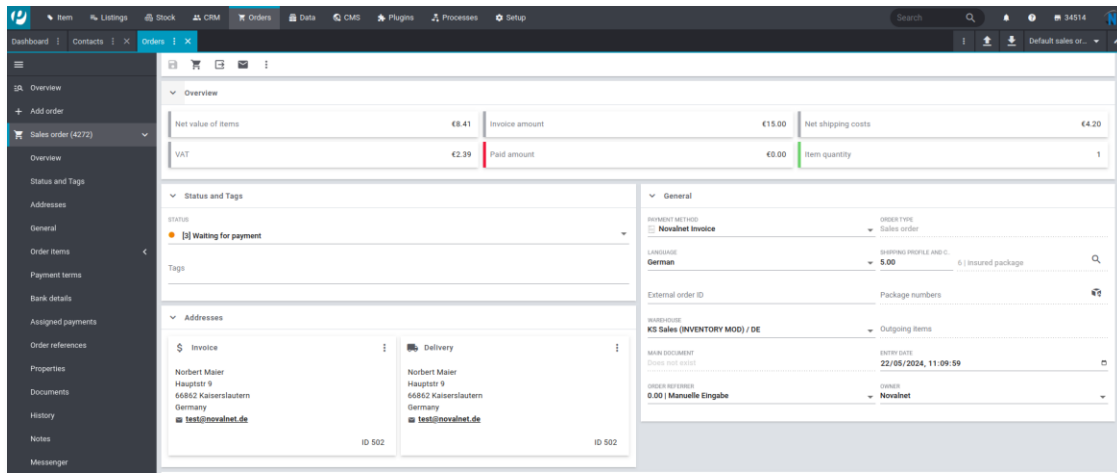 Item Listings Stock CRM Orders Data CMS Plugins Processes Setup Search 34514
Dashboard Contacts Orders Default sales or...
Overview
Add order
Sales order (4272)
Overview
Status and Tags
Addresses
General
Order items
Payment terms
Bank details
Assigned payments
Order references
Properties
Documents
History
Notes
Messenger
Overview
Net value of items €8.41 Invoice amount €15.00 Net shipping costs €4.20
VAT €2.39 Paid amount €0.00 Item quantity 1
Status and Tags
STATUS
[3] Waiting for payment
Tags
Addresses
Invoice
Norbert Maier
Hauptstr 9
66862 Kaiserslautern
Germany
test@novalnet.de
ID 502
Delivery
Norbert Maier
Hauptstr 9
66862 Kaiserslautern
Germany
test@novalnet.de
ID 502
General
PAYMENT METHOD ORDER TYPE
Novalnet Invoice Sales order
LANGUAGE SHIPPING PROFILE AND C...
German 5.00 6 | insured package
External order ID Package numbers
WAREHOUSE
KS Sales (INVENTORY MOD) / DE Outgoing items
MAIN DOCUMENT ENTRY DATE
Does not exist 22/05/2024, 11:09:59
ORDER REFERRER OWNER
0.00 | Manuelle Eingabe Novalnet